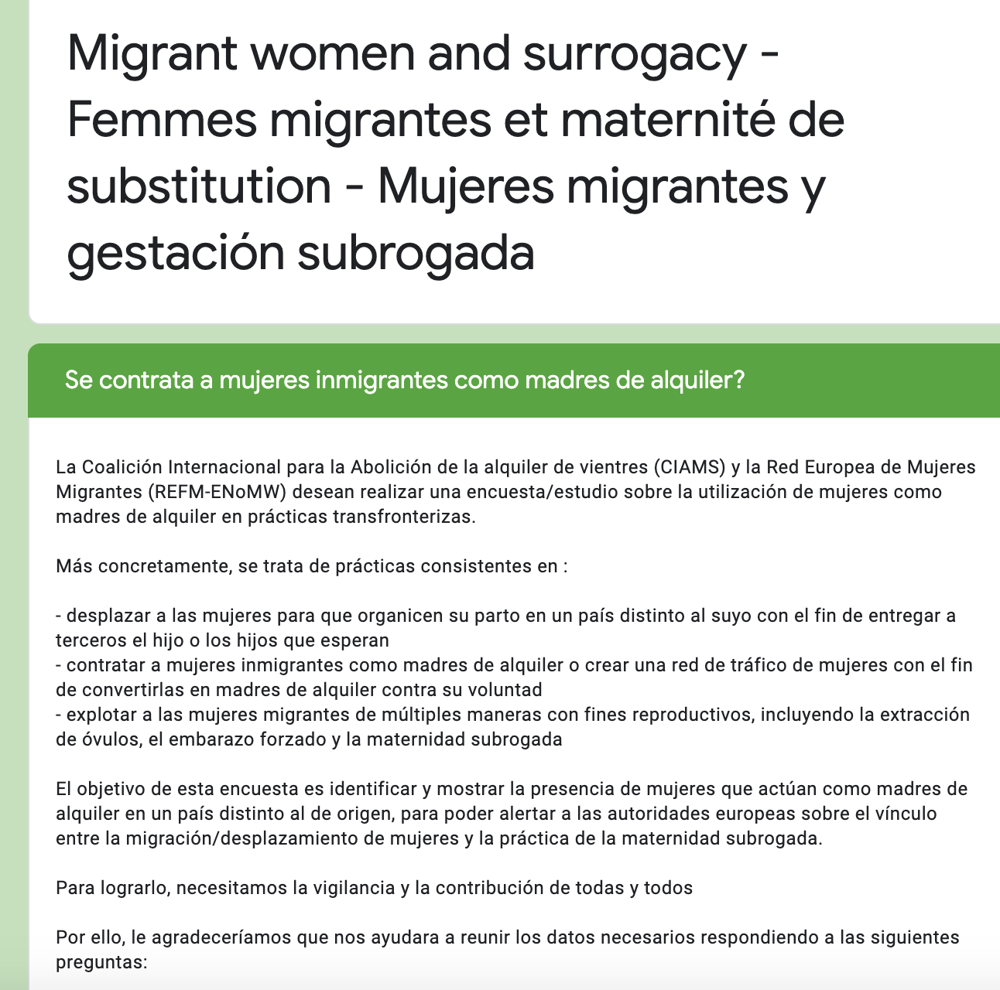 Migrant women and surrogacy -
Femmes migrantes et maternité de
substitution - Mujeres migrantes y
gestación subrogada
Se contrata a mujeres inmigrantes como madres de alquiler?
La Coalición Internacional para la Abolición de la alquiler de vientres (CIAMS) y la Red Europea de Mujeres
Migrantes (REFM-ENoMW) desean realizar una encuesta/estudio sobre la utilización de mujeres como
madres de alquiler en prácticas transfronterizas.
Más concretamente, se trata de prácticas consistentes en :
- desplazar a las mujeres para que organicen su parto en un país distinto al suyo con el fin de entregar a
terceros el hijo o los hijos que esperan
- contratar a mujeres inmigrantes como madres de alquiler o crear una red de tráfico de mujeres con el fin
de convertirlas en madres de alquiler contra su voluntad
- explotar a las mujeres migrantes de múltiples maneras con fines reproductivos, incluyendo la extracción
de óvulos, el embarazo forzado y la maternidad subrogada
El objetivo de esta encuesta es identificar y mostrar la presencia de mujeres que actúan como madres de
alquiler en un país distinto al de origen, para poder alertar a las autoridades europeas sobre el vínculo
entre la migración/desplazamiento de mujeres y la práctica de la maternidad subrogada.
Para lograrlo, necesitamos la vigilancia y la contribución de todas y todos
Por ello, le agradeceríamos que nos ayudara a reunir los datos necesarios respondiendo a las siguientes
preguntas: